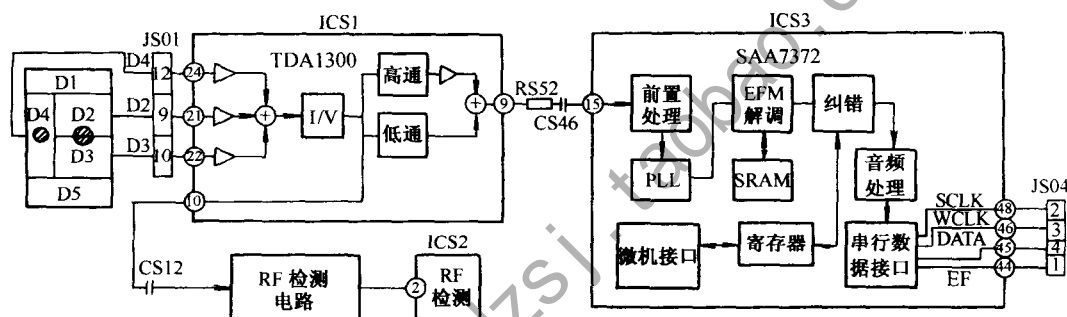 ICS1
ICS3
JS01
TDA1300
SAA7372
D1
D4
D2
D3
D5
D4
12
24
D2
9
21
D3
10
22
10
+
I/V
高通
低通
+
9
RS52
CS46
15
前置
处理
EFM
解调
纠错
PLL
SRAM
音频
处理
微机接口
寄存器
串行数
据接口
SCLK
WCLK
DATA
EF
48
46
45
44
JS04
2
3
4
1
CS12
RF 检测
电路
ICS2
2
RF
检测
dzsj.taobao.c